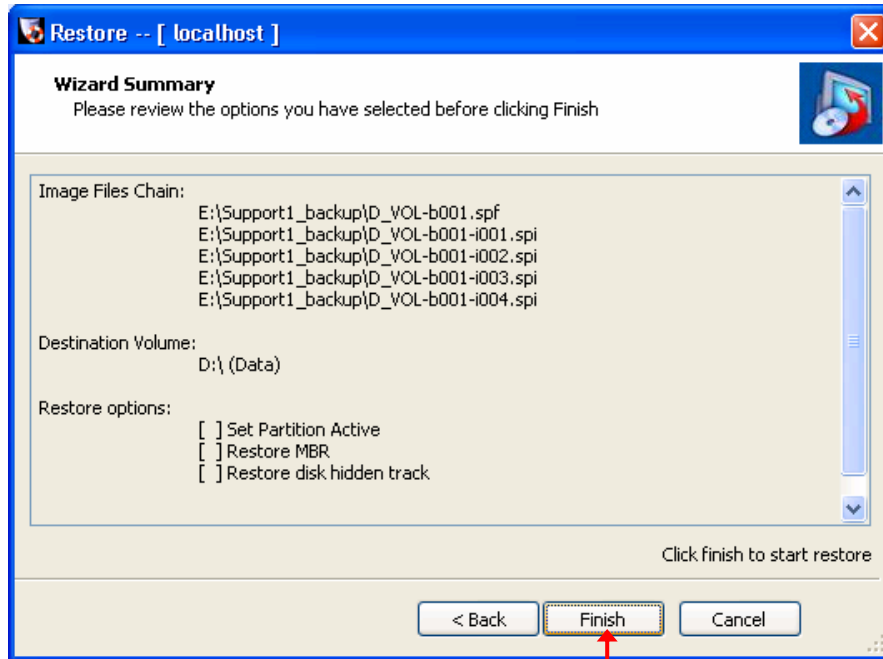 Restore -- [ localhost ]
Wizard Summary
Please review the options you have selected before clicking Finish
Image Files Chain:
E:\Support1_backup\D_VOL-b001.spf
E:\Support1_backup\D_VOL-b001-i001.spi
E:\Support1_backup\D_VOL-b001-i002.spi
E:\Support1_backup\D_VOL-b001-i003.spi
E:\Support1_backup\D_VOL-b001-i004.spi
Destination Volume:
D:\ (Data)
Restore options:
[ ] Set Partition Active
[ ] Restore MBR
[ ] Restore disk hidden track
Click finish to start restore
< Back Finish Cancel